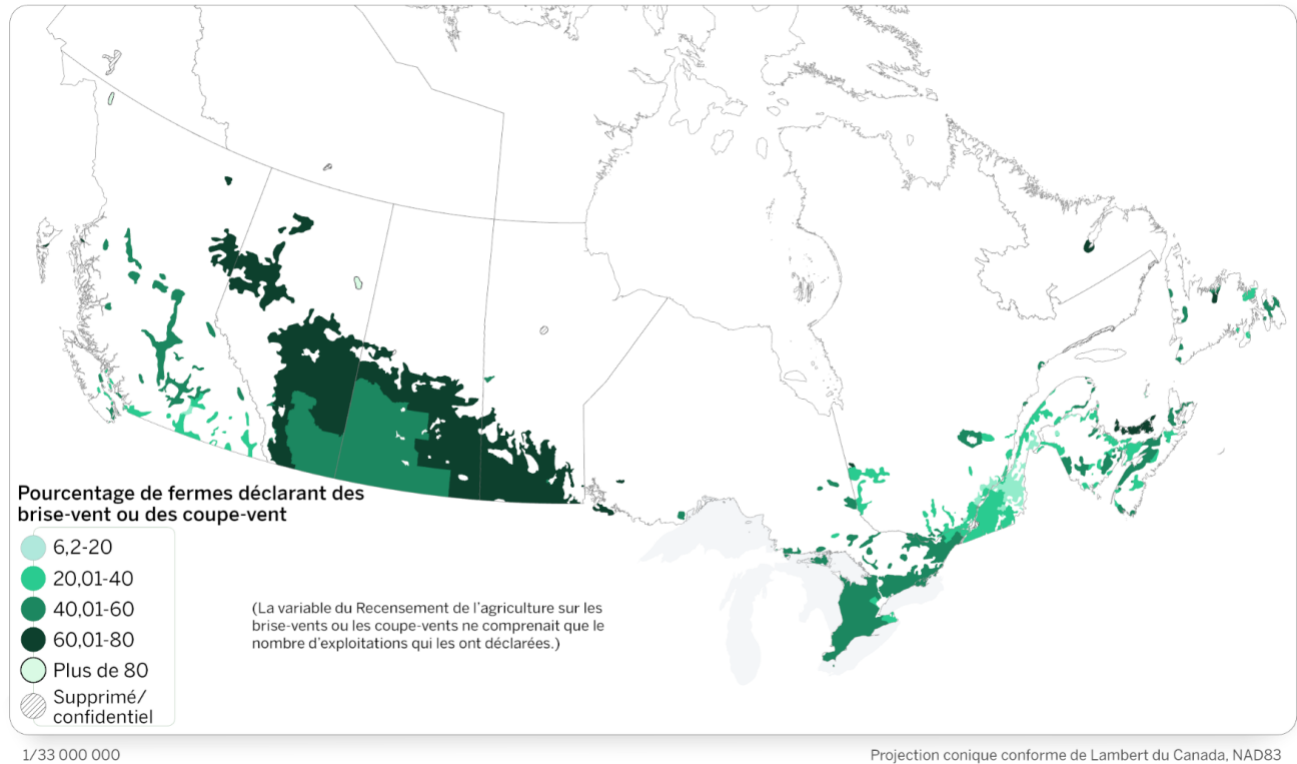 Pourcentage de fermes déclarant des
brise-vent ou des coupe-vent
6,2-20
20,01-40
40,01-60
60,01-80
Plus de 80
Supprimé/
confidentiel
(La variable du Recensement de l'agriculture sur les
brise-vents ou les coupe-vents ne comprenait que le
nombre d'exploitations qui les ont déclarées.)
1/33 000 000
Projection conique conforme de Lambert du Canada, NAD83